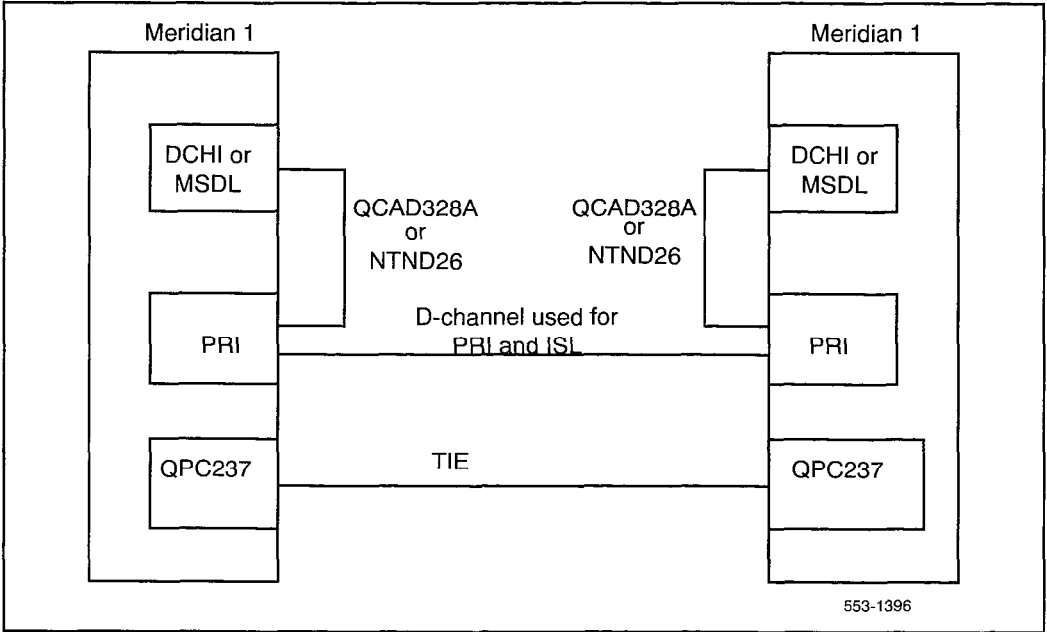 Meridian 1
Meridian 1
DCHI or
MSDL
DCHI or
MSDL
QCAD328A
or
NTND26
QCAD328A
or
NTND26
D-channel used for
PRI and ISL
PRI
PRI
TIE
QPC237
QPC237
553-1396